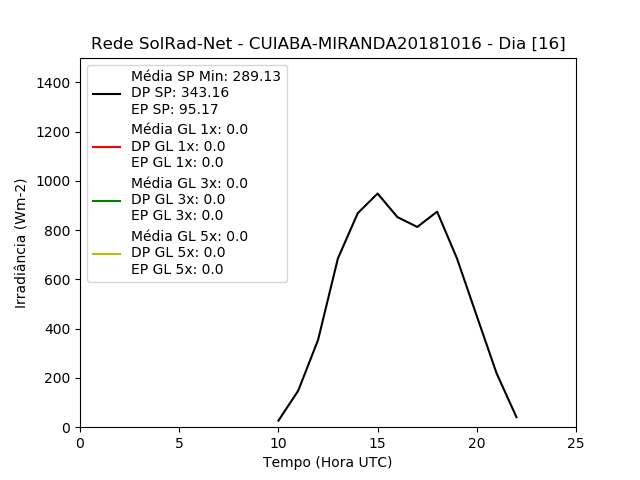 Rede SolRad-Net - CUIABA-MIRANDA20181016 - Dia [16]
Média SP Min: 289.13
DP SP: 343.16
EP SP: 95.17
Média GL 1x: 0.0
DP GL 1x: 0.0
EP GL 1x: 0.0
Média GL 3x: 0.0
DP GL 3x: 0.0
EP GL 3x: 0.0
Média GL 5x: 0.0
DP GL 5x: 0.0
EP GL 5x: 0.0
Irradiância (Wm-2)
1400
1200
1000
800
600
400
200
0
0 5 10 15 20 25
Tempo (Hora UTC)